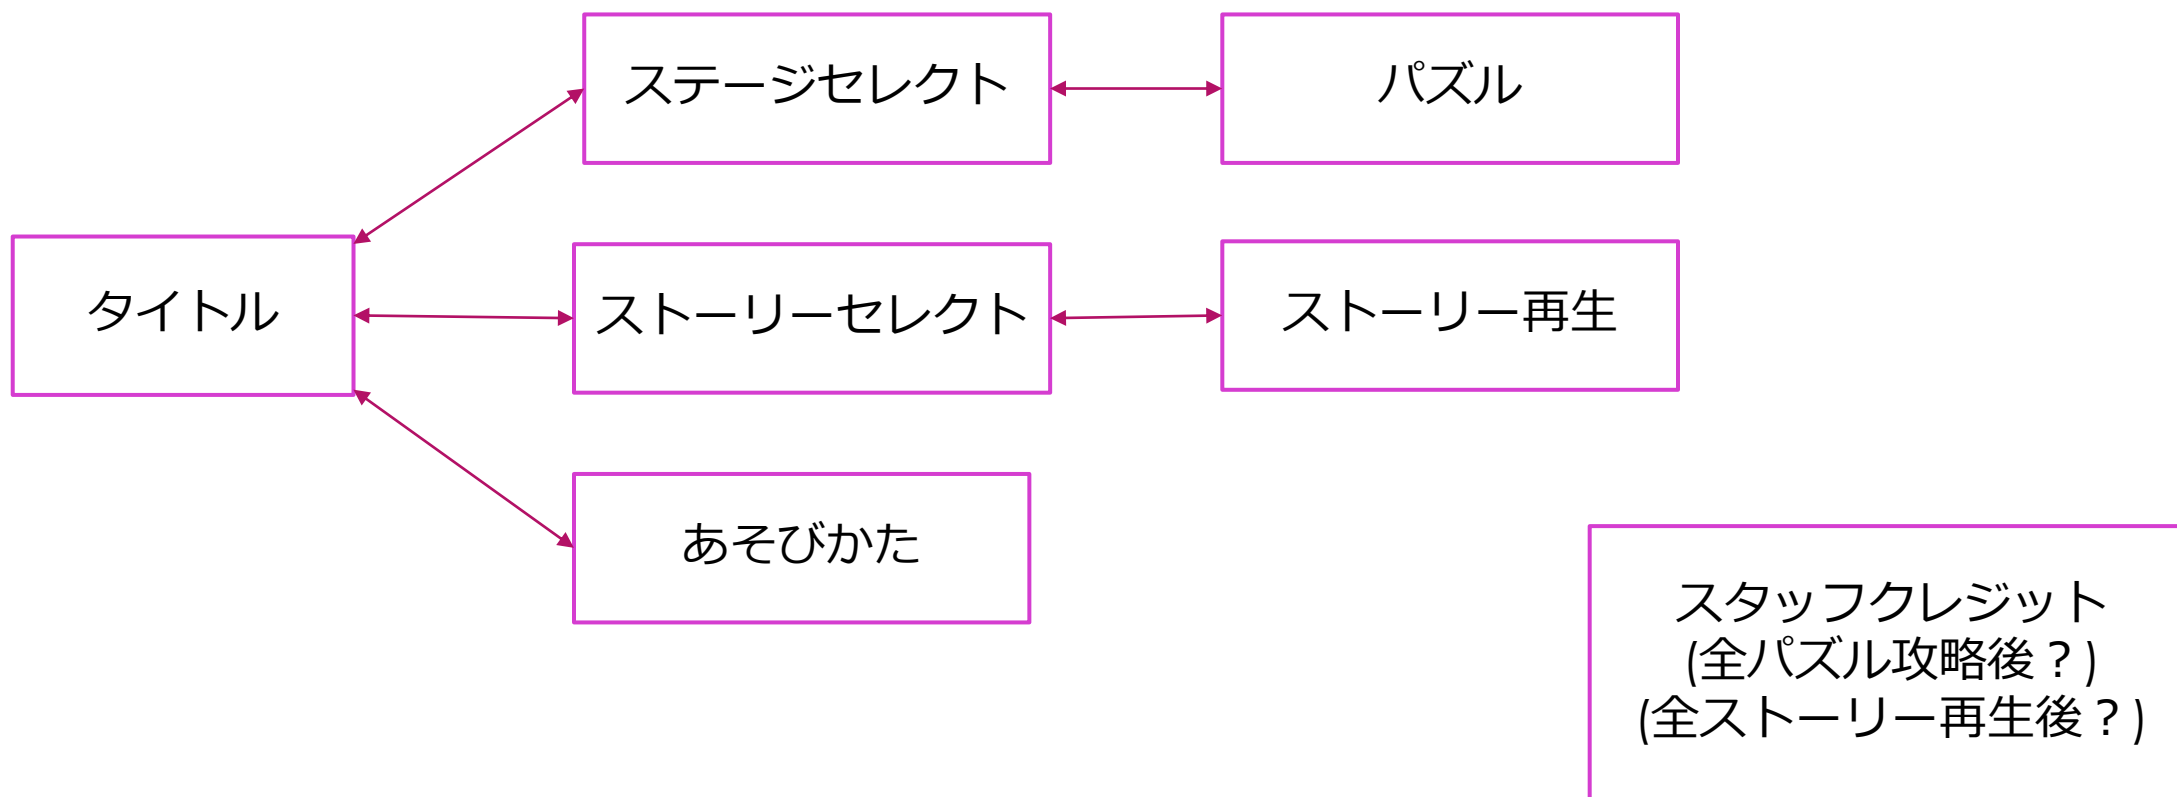 ステージセレクト
パズル
タイトル
ストーリーセレクト
ストーリー再生
あそびかた
スタッフクレジット
(全パズル攻略後？)
(全ストーリー再生後？)